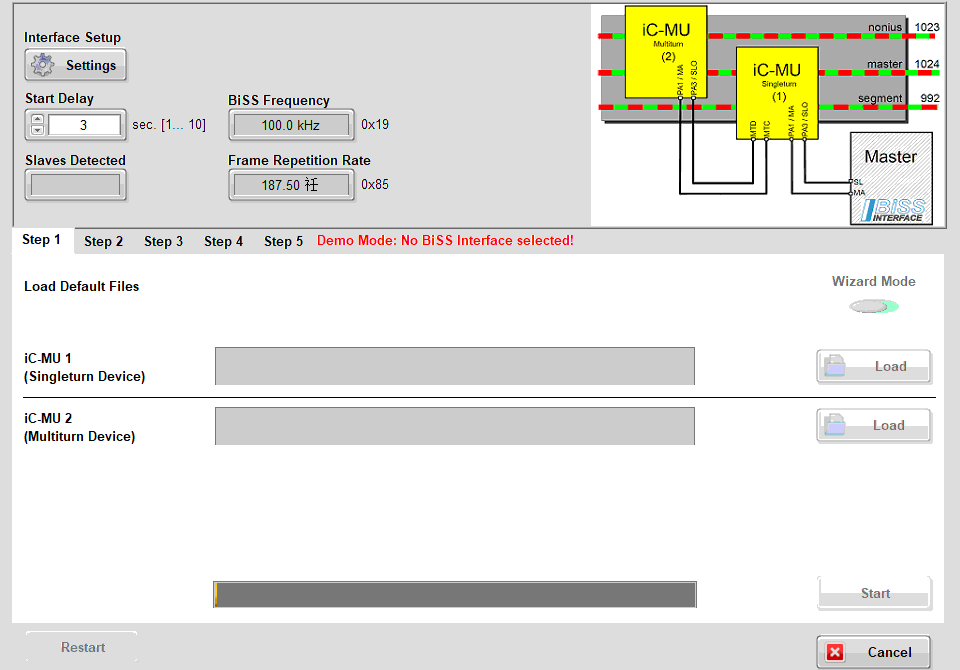 Interface Setup
Settings
Start Delay
3 sec. [1... 10]
BiSS Frequency
100.0 kHz 0x19
Slaves Detected
Frame Repetition Rate
187.50 祍 0x85
iC-MU
Multiturn
(2)
PA1 / MA
PA3 / SLO
iC-MU
Singleturn
(1)
MTD
MTC
PA1 / MA
PA3 / SLO
nonius 1023
master 1024
segment 992
Master
SL
MA
BiSS
INTERFACE
Step 1 Step 2 Step 3 Step 4 Step 5 Demo Mode: No BiSS Interface selected!
Load Default Files
Wizard Mode
iC-MU 1
(Singleturn Device)
Load
iC-MU 2
(Multiturn Device)
Load
Start
Restart
Cancel